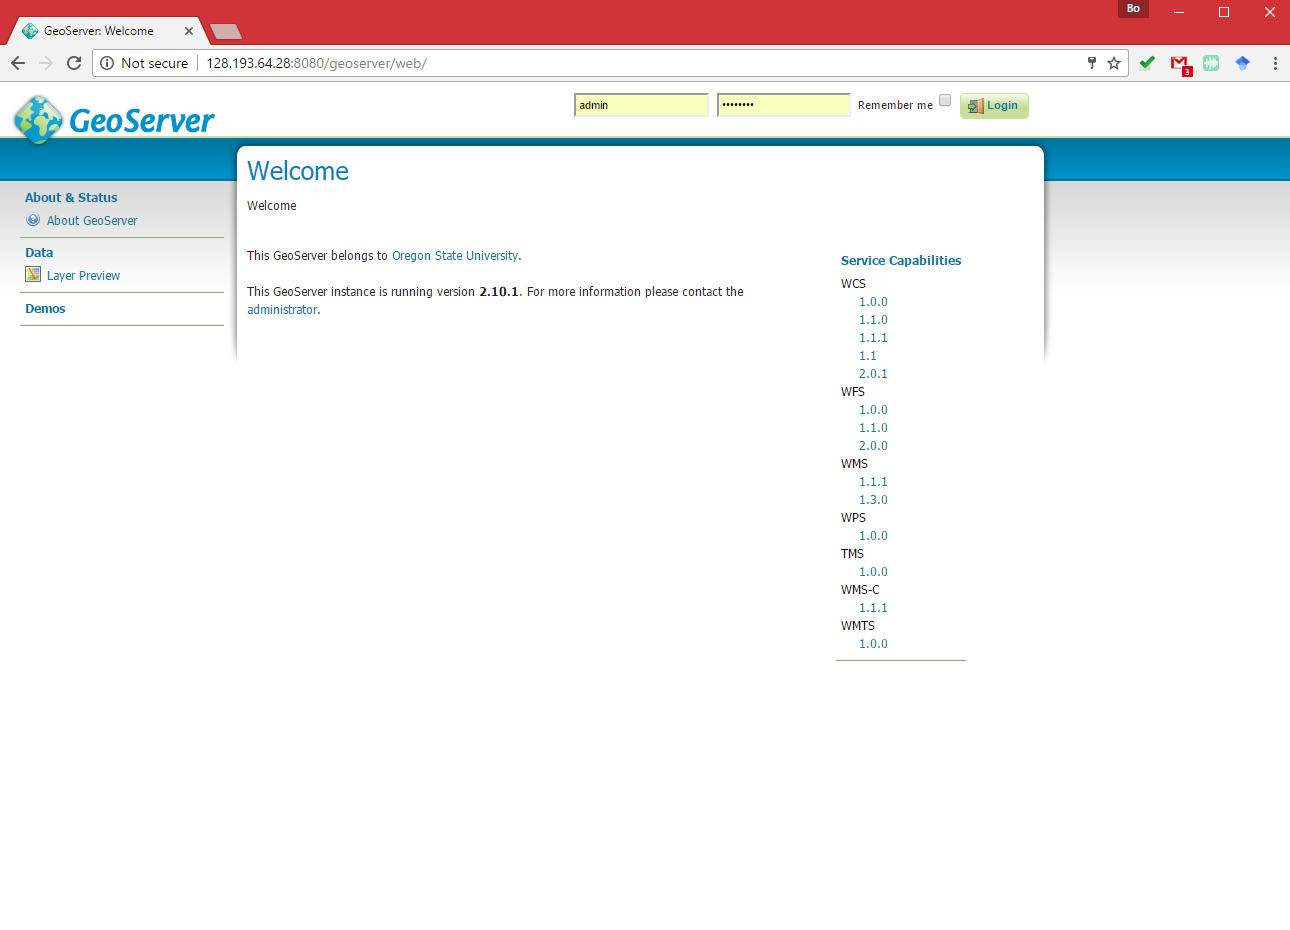 Bo
GeoServer: Welcome
Not secure 128.193.64.28:8080/geoserver/web/
3
GeoServer
admin •••••••• Remember me Login
Welcome
Welcome
About & Status
About GeoServer
Data
Layer Preview
Demos
This GeoServer belongs to Oregon State University.
This GeoServer instance is running version 2.10.1. For more information please contact the
administrator.
Service Capabilities
WCS
1.0.0
1.1.0
1.1.1
1.1
2.0.1
WFS
1.0.0
1.1.0
2.0.0
WMS
1.1.1
1.3.0
WPS
1.0.0
TMS
1.0.0
WMS-C
1.1.1
WMTS
1.0.0